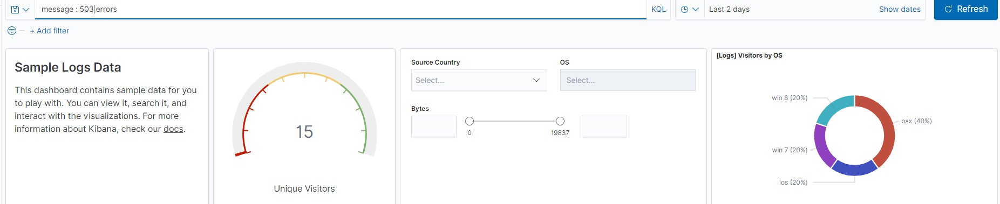 message : 503 errors
KQL
Last 2 days
Show dates
Refresh
+ Add filter
Sample Logs Data
This dashboard contains sample data for you
to play with. You can view it, search it, and
interact with the visualizations. For more
information about Kibana, check our docs.
15
Unique Visitors
Source Country
Select...
OS
Select...
Bytes
0
19837
[Logs] Visitors by OS
win 8 (20%)
osx (40%)
win 7 (20%)
ios (20%)